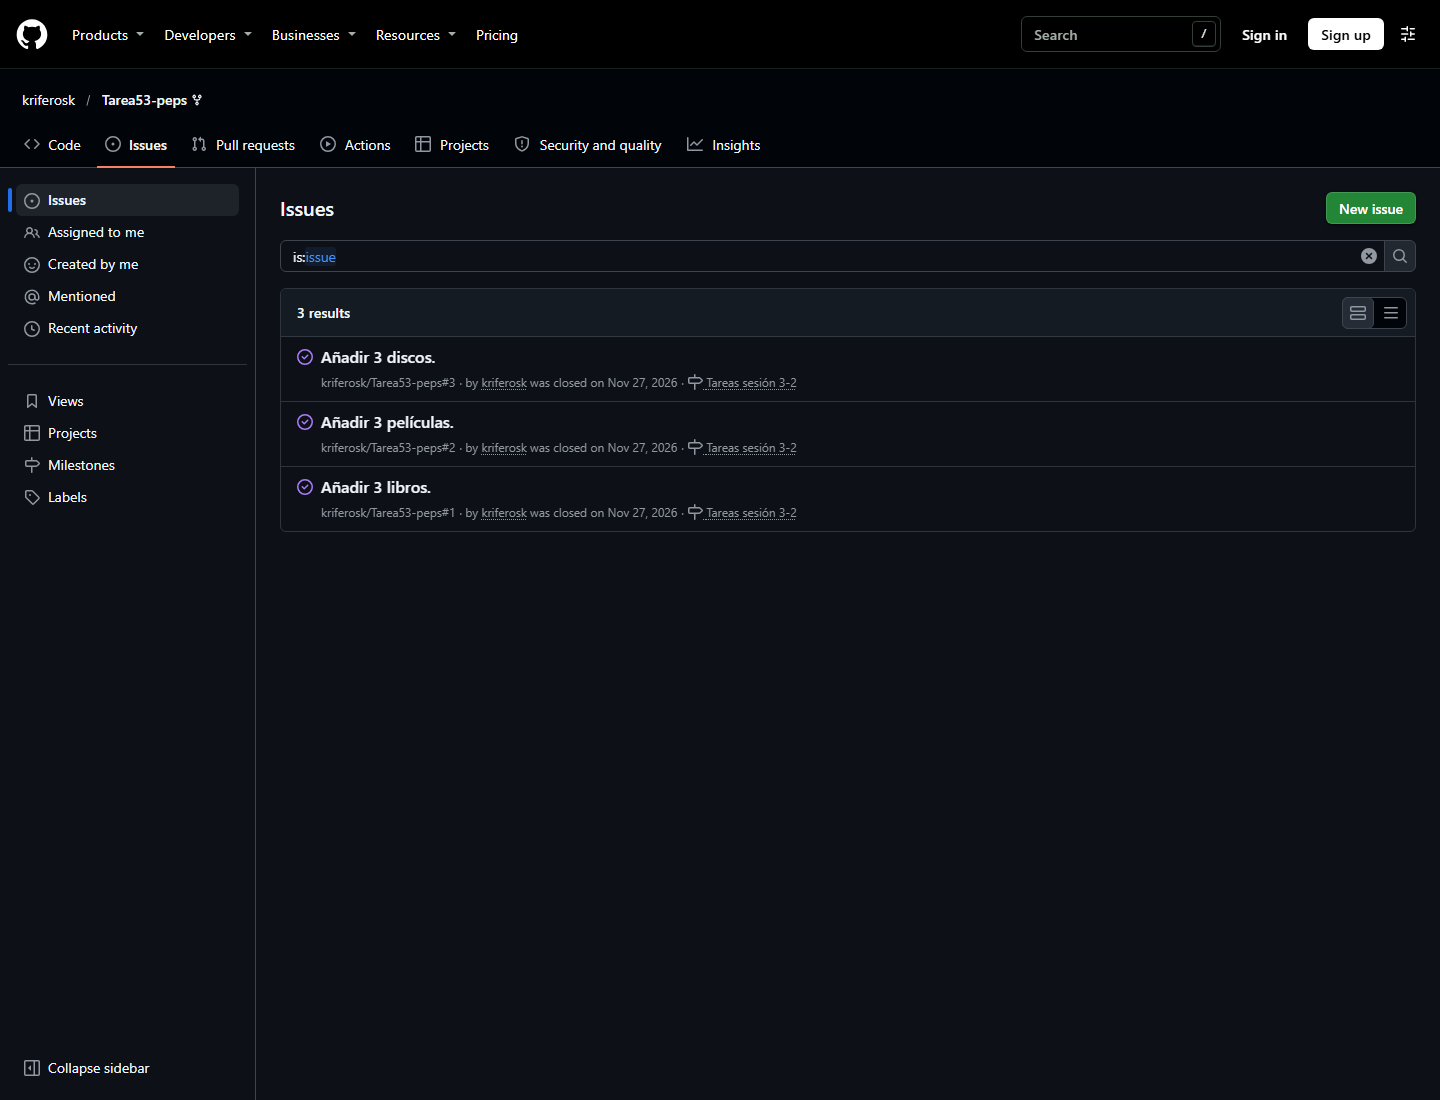 Products Developers Businesses Resources Pricing Search / Sign in Sign up
kriferosk / Tarea53-peps
Code Issues Pull requests Actions Projects Security and quality Insights
Issues
Assigned to me
Created by me
Mentioned
Recent activity
Views
Projects
Milestones
Labels
Collapse sidebar
Issues
New issue
is:issue
3 results
Añadir 3 discos.
kriferosk/Tarea53-peps#3 · by kriferosk was closed on Nov 27, 2026 · Tareas sesión 3-2
Añadir 3 películas.
kriferosk/Tarea53-peps#2 · by kriferosk was closed on Nov 27, 2026 · Tareas sesión 3-2
Añadir 3 libros.
kriferosk/Tarea53-peps#1 · by kriferosk was closed on Nov 27, 2026 · Tareas sesión 3-2